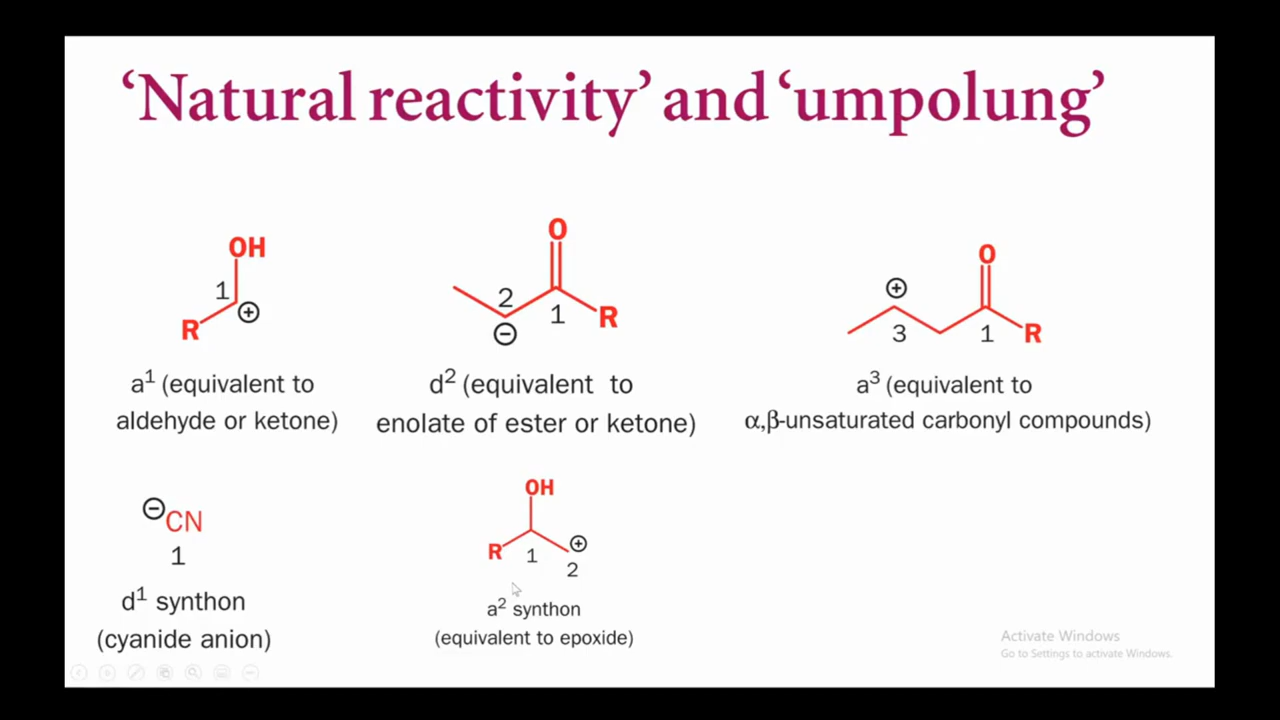 ‘Natural reactivity’ and ‘umpolung’
OH
1
⊕
R
a¹ (equivalent to
aldehyde or ketone)
O
2
1
R
⊖
d² (equivalent to
enolate of ester or ketone)
O
⊕
3
1
R
a³ (equivalent to
α,β-unsaturated carbonyl compounds)
⊖CN
1
d¹ synthon
(cyanide anion)
OH
⊕
R
1
2
a² synthon
(equivalent to epoxide)
Activate Windows
Go to Settings to activate Windows.